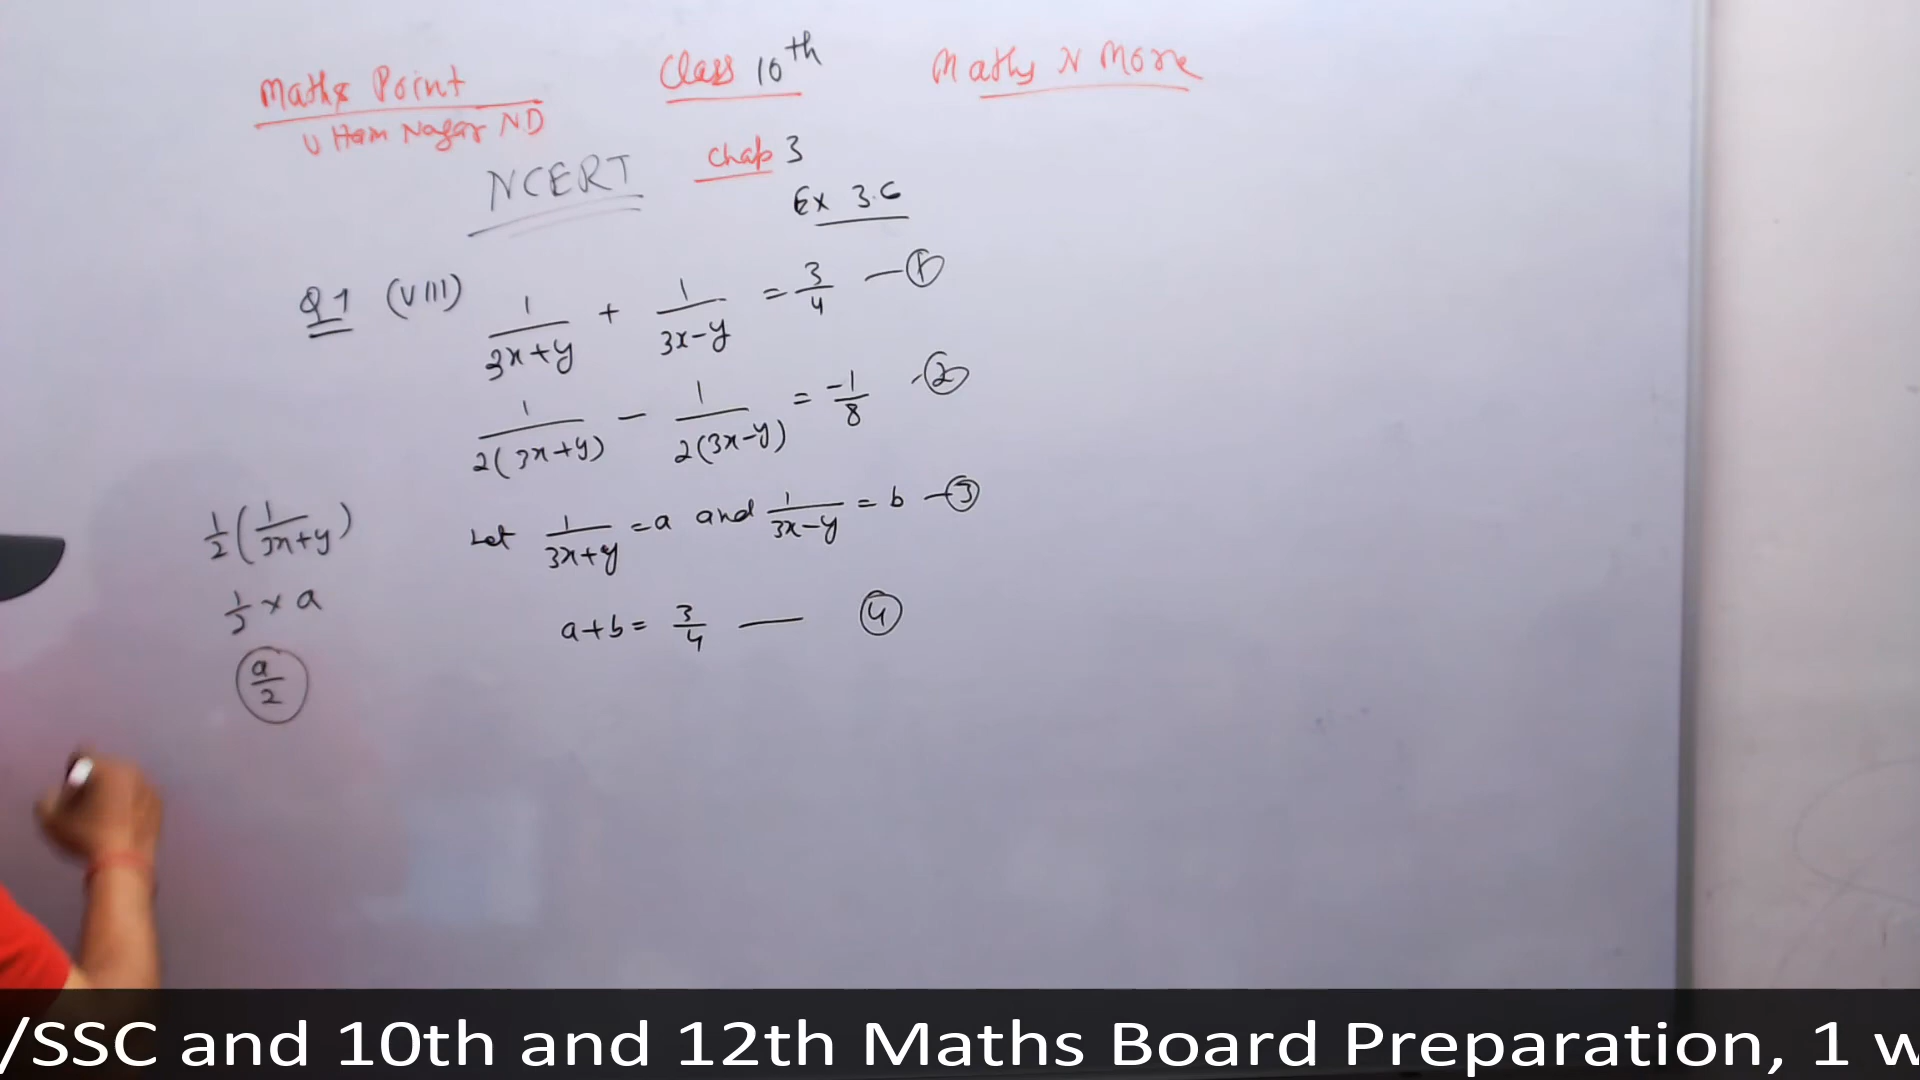 Maths Point
Uttam Nagar ND
Class 10th
Maths N More
NCERT
Chap 3
Ex 3.6
Q1 (VIII) 1/(3x+y) + 1/(3x-y) = 3/4 — ①
1/(2(3x+y)) - 1/(2(3x-y)) = -1/8 - ②
Let 1/(3x+y) = a and 1/(3x-y) = b — ③
a+b = 3/4 — ④
1/2 (1/(3x+y))
1/2 × a
a/2
/SSC and 10th and 12th Maths Board Preparation, 1 w